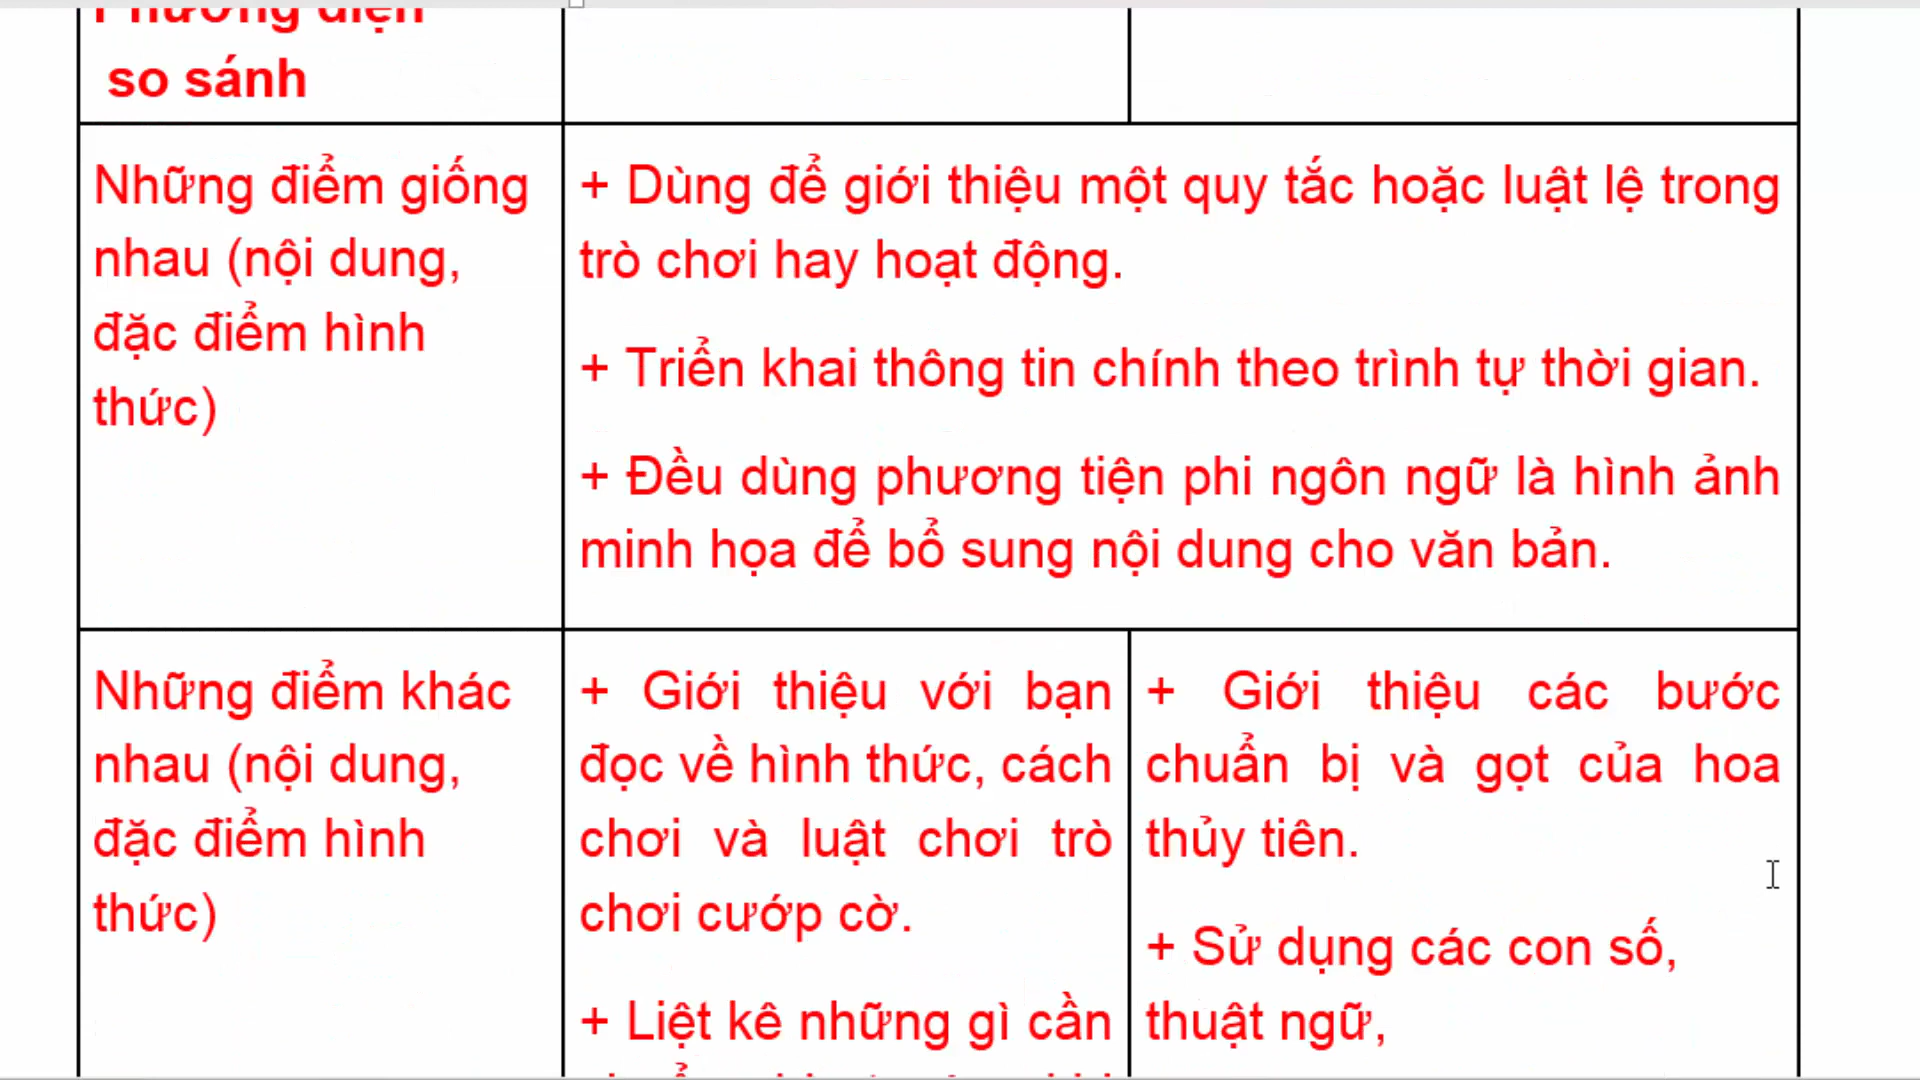 Phương diện
so sánh
Những điểm giống
nhau (nội dung,
đặc điểm hình
thức)
+ Dùng để giới thiệu một quy tắc hoặc luật lệ trong
trò chơi hay hoạt động.
+ Triển khai thông tin chính theo trình tự thời gian.
+ Đều dùng phương tiện phi ngôn ngữ là hình ảnh
minh họa để bổ sung nội dung cho văn bản.
Những điểm khác
nhau (nội dung,
đặc điểm hình
thức)
+ Giới thiệu với bạn
đọc về hình thức, cách
chơi và luật chơi trò
chơi cướp cờ.
+ Liệt kê những gì cần
+ Giới thiệu các bước
chuẩn bị và gọt của hoa
thủy tiên.
+ Sử dụng các con số,
thuật ngữ,